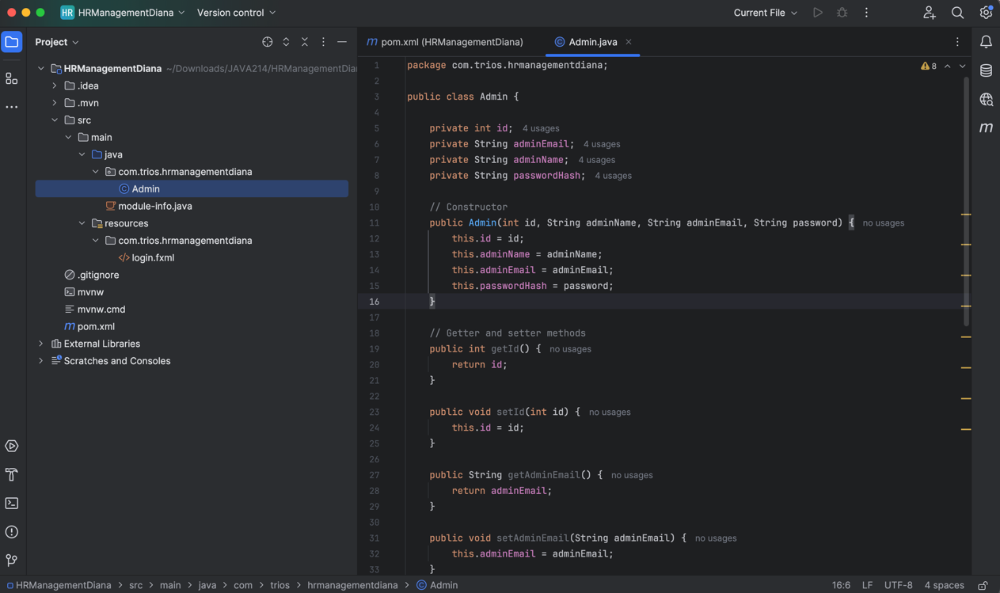 HR HRManagementDiana Version control Current File
Project
HRManagementDiana ~/Downloads/JAVA214/HRManagementDiar
.idea
.mvn
src
main
java
com.trios.hrmanagementdiana
Admin
module-info.java
resources
com.trios.hrmanagementdiana
login.fxml
.gitignore
mvnw
mvnw.cmd
pom.xml
External Libraries
Scratches and Consoles
pom.xml (HRManagementDiana) Admin.java
8
1 package com.trios.hrmanagementdiana;
2
3 public class Admin {
4
5 private int id; 4 usages
6 private String adminEmail; 4 usages
7 private String adminName; 4 usages
8 private String passwordHash; 4 usages
9
10 // Constructor
11 public Admin(int id, String adminName, String adminEmail, String password) { no usages
12 this.id = id;
13 this.adminName = adminName;
14 this.adminEmail = adminEmail;
15 this.passwordHash = password;
16 }
17
18 // Getter and setter methods
19 public int getId() { no usages
20 return id;
21 }
22
23 public void setId(int id) { no usages
24 this.id = id;
25 }
26
27 public String getAdminEmail() { no usages
28 return adminEmail;
29 }
30
31 public void setAdminEmail(String adminEmail) { no usages
32 this.adminEmail = adminEmail;
33 }
HRManagementDiana > src > main > java > com > trios > hrmanagementdiana > Admin 16:6 LF UTF-8 4 spaces